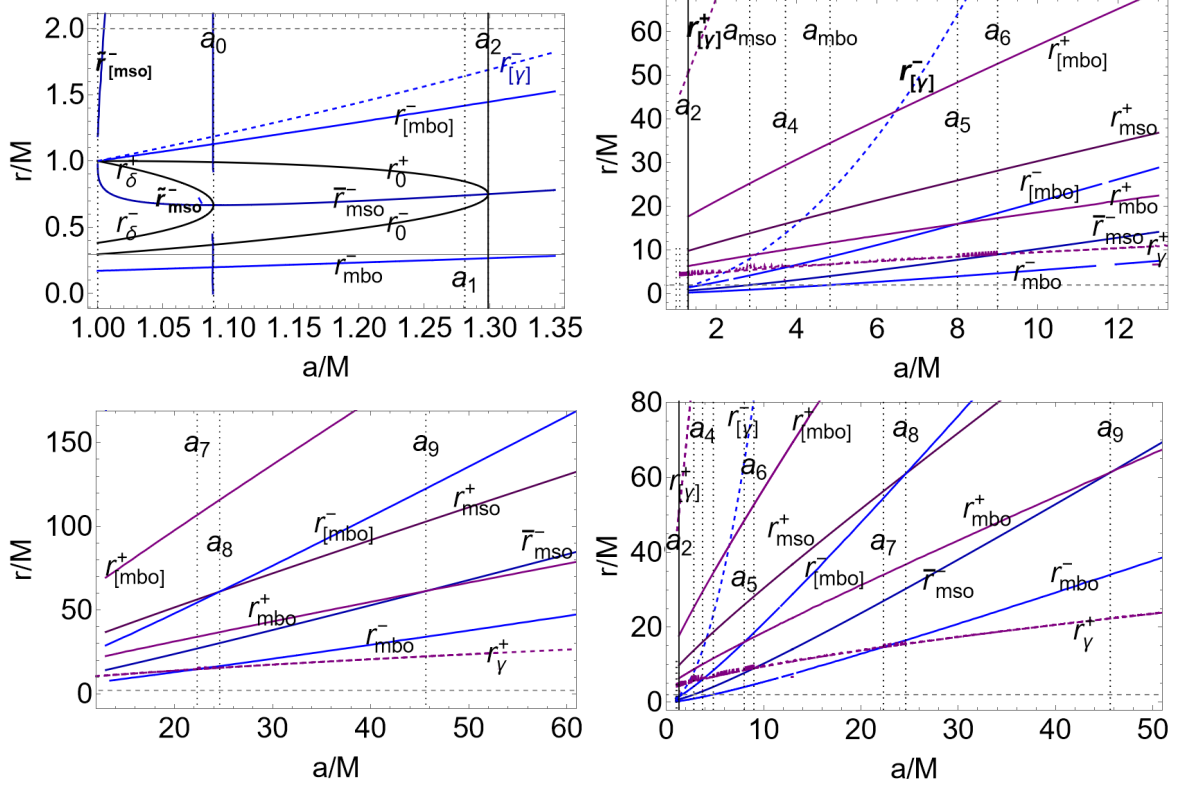 2.0
1.5
1.0
0.5
0.0
r/M
1.00 1.05 1.10 1.15 1.20 1.25 1.30 1.35
a/M
r̃⁻[mso]
a₀
a₂
r⁻[γ]
r⁻[mbo]
r⁺δ
r⁺₀
r̃⁻mso
r̄⁻mso
r⁻δ
r⁻₀
r⁻mbo
a₁
60
50
40
30
20
10
0
r/M
2 4 6 8 10 12
a/M
r⁺[γ]
amso
ambo
a₆
r⁺[mbo]
r⁻[γ]
a₂
a₄
a₅
r⁺mso
r⁻[mbo]
r⁺mbo
r̄⁻mso
r⁺γ
r⁻mbo
150
100
50
0
r/M
20 30 40 50 60
a/M
a₇
a₉
r⁻[mbo]
r⁺mso
r⁺[mbo]
a₈
r̄⁻mso
r⁺mbo
r⁻mbo
r⁺γ
80
60
40
20
0
r/M
0 10 20 30 40 50
a/M
a₄
r⁻[γ]
r⁺[mbo]
a₈
a₉
r⁺[γ]
a₆
a₂
r⁺mso
a₇
r⁺mbo
a₅
r⁻[mbo]
r̄⁻mso
r⁻mbo
r⁺γ